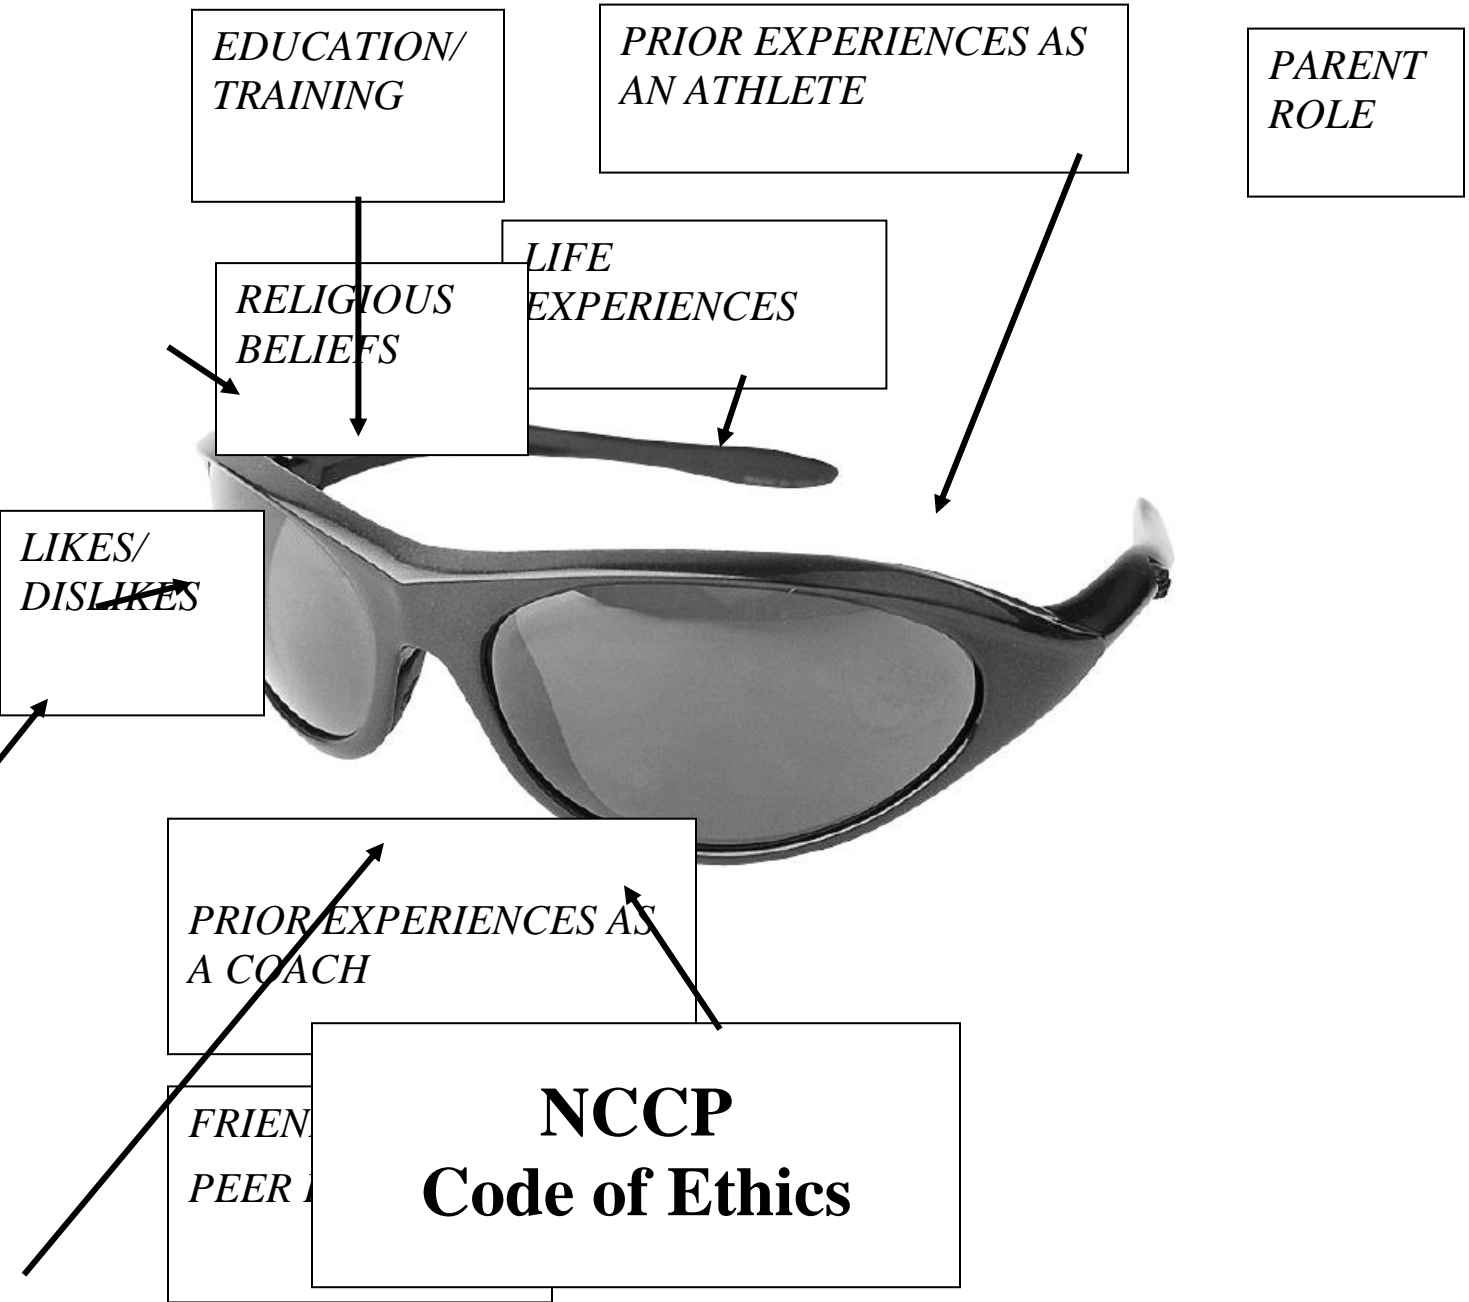 EDUCATION/
TRAINING
PRIOR EXPERIENCES AS
AN ATHLETE
PARENT
ROLE
LIFE
EXPERIENCES
RELIGIOUS
BELIEFS
LIKES/
DISLIKES
PRIOR EXPERIENCES AS
A COACH
PEER
NCCP
Code of Ethics